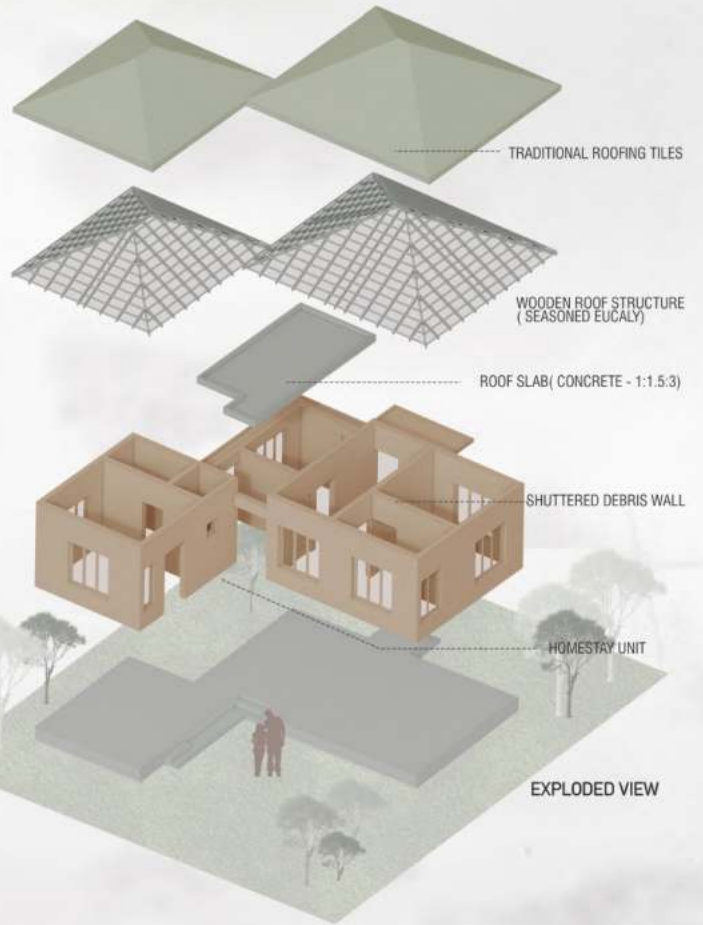 TRADITIONAL ROOFING TILES
WOODEN ROOF STRUCTURE
( SEASONED EUCALY)
ROOF SLAB( CONCRETE - 1:1.5:3)
SHUTTERED DEBRIS WALL
HOMESTAY UNIT
EXPLODED VIEW